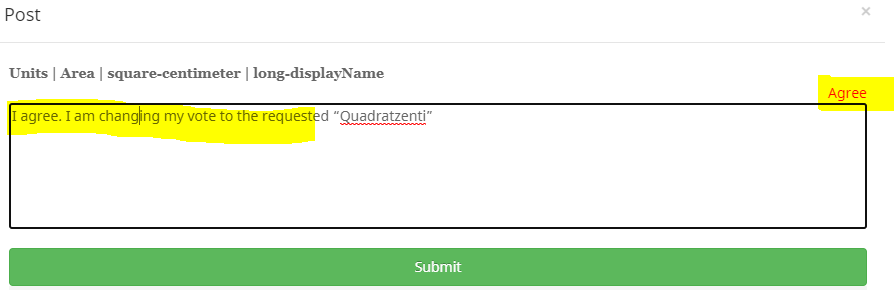 Post ×
Units | Area | square-centimeter | long-displayName
Agree
I agree. I am changing my vote to the requested “Quadratzenti”
Submit